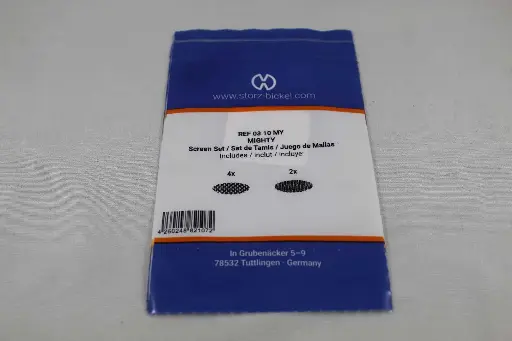 www.storz-bickel.com
REF 03 10 MY
MIGHTY
Screen Set / Set de Tamis / Juego de Mallas
Includes / Inclut / Incluye
4x 2x
4260248821072
In Grubenäcker 5–9
78532 Tuttlingen · Germany